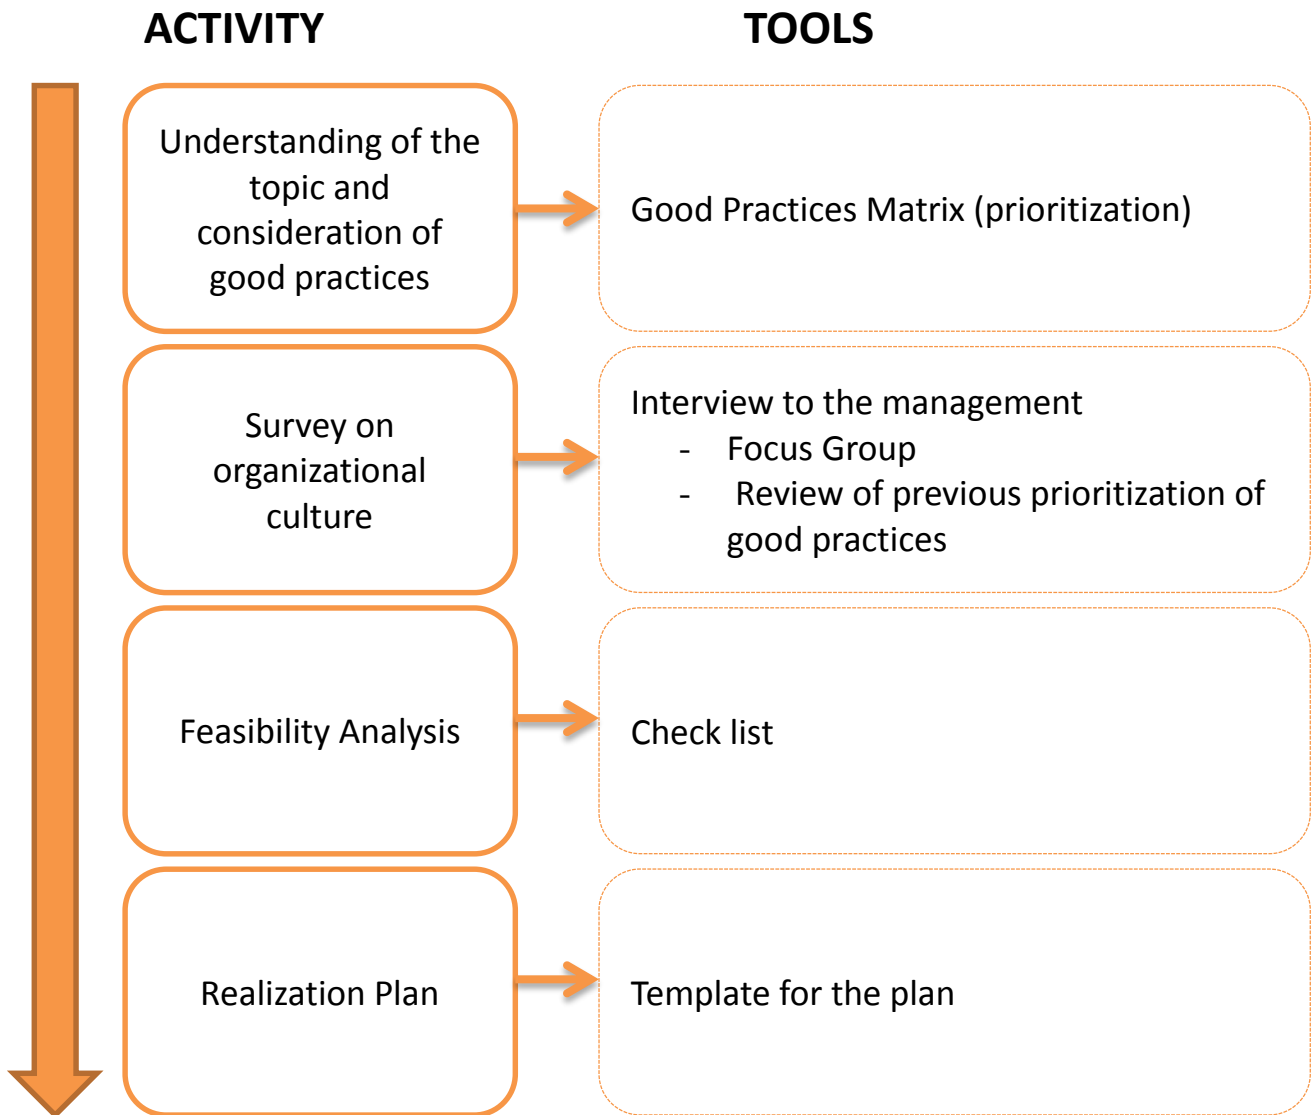 ACTIVITY
TOOLS
Understanding of the
topic and
consideration of
good practices
Good Practices Matrix (prioritization)
Survey on
organizational
culture
Interview to the management
- Focus Group
- Review of previous prioritization of
good practices
Feasibility Analysis
Check list
Realization Plan
Template for the plan